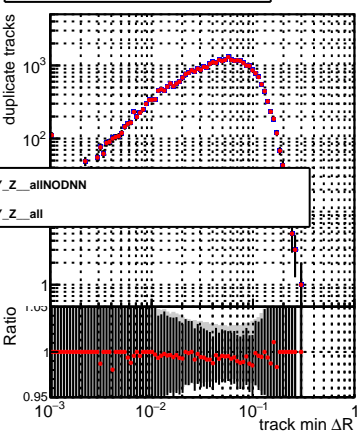 duplicate tracks
10³
10²
Y_Z__allNODNN
Y_Z__all
1
Ratio
1.05
1
0.95
10⁻³ 10⁻² 10⁻¹ 1
track min ΔR